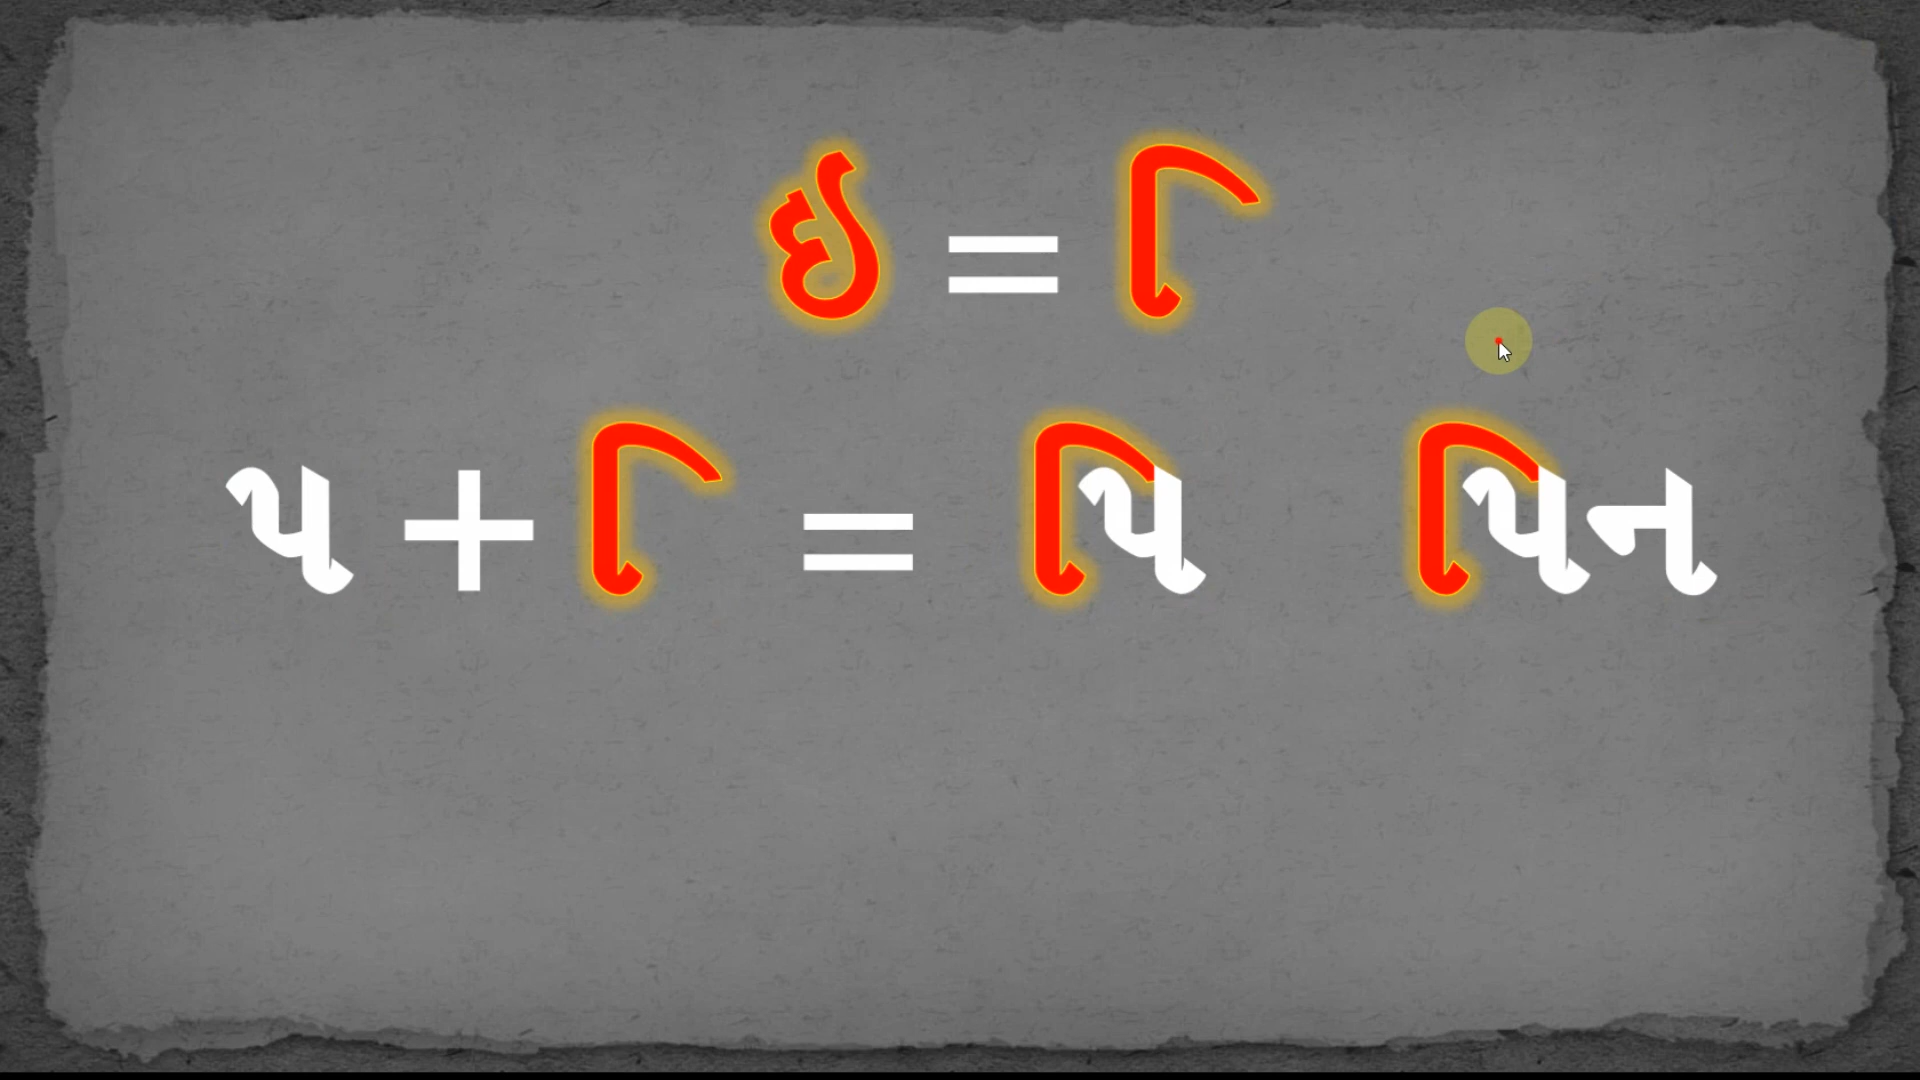 ઇ = િ
પ + િ = પિ પિન